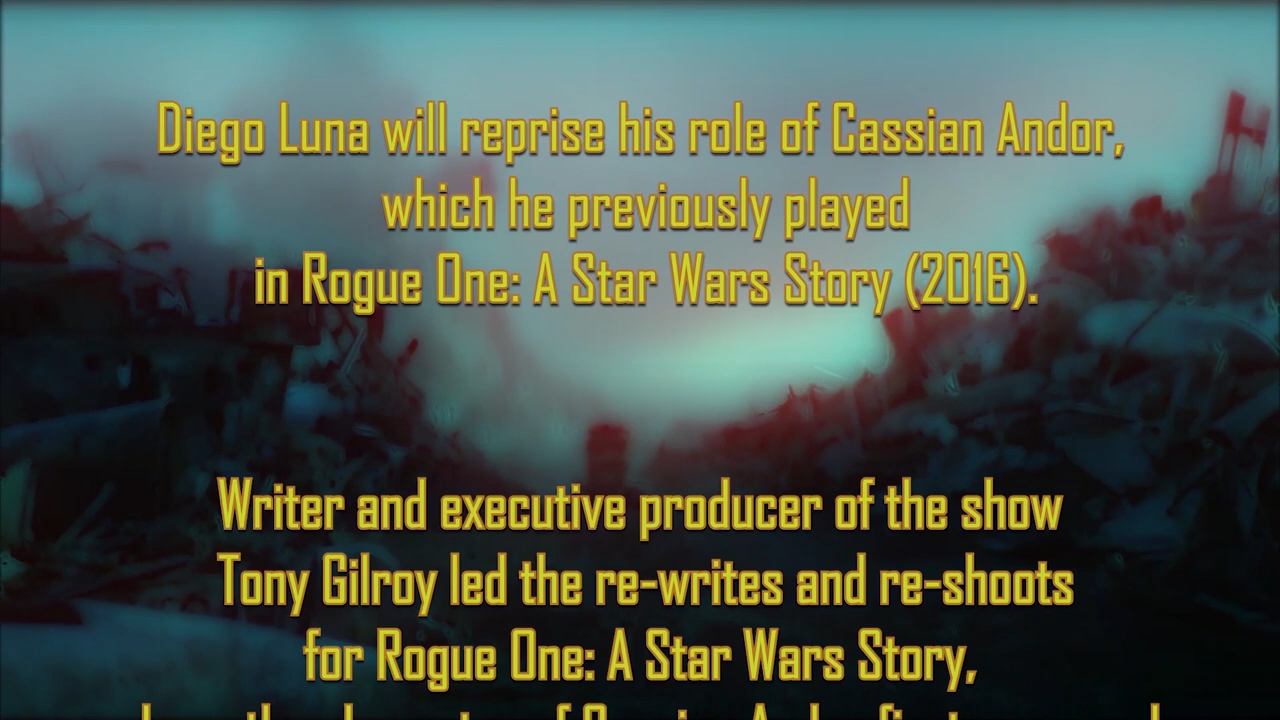 Diego Luna will reprise his role of Cassian Andor,
which he previously played
in Rogue One: A Star Wars Story (2016).
Writer and executive producer of the show
Tony Gilroy led the re-writes and re-shoots
for Rogue One: A Star Wars Story,